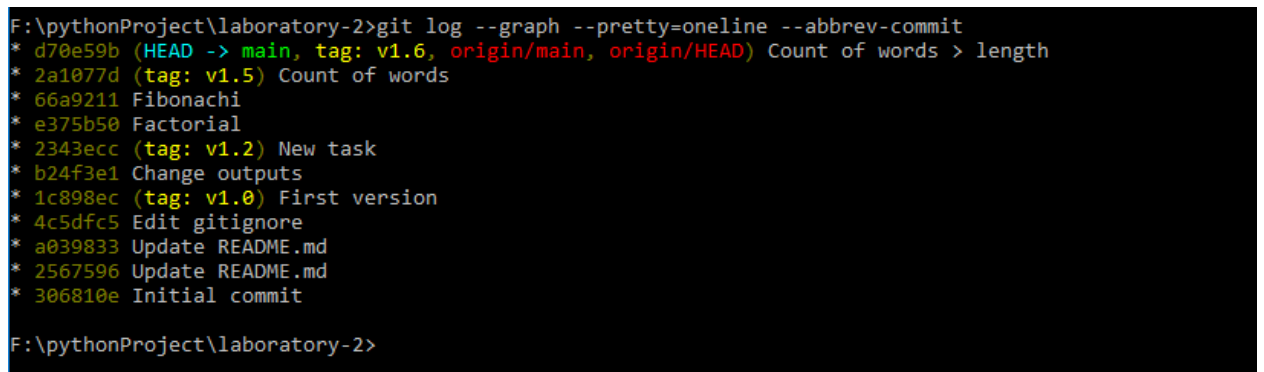 F:\pythonProject\laboratory-2>git log --graph --pretty=oneline --abbrev-commit
* d70e59b (HEAD -> main, tag: v1.6, origin/main, origin/HEAD) Count of words > length
* 2a1077d (tag: v1.5) Count of words
* 66a9211 Fibonachi
* e375b50 Factorial
* 2343ecc (tag: v1.2) New task
* b24f3e1 Change outputs
* 1c898ec (tag: v1.0) First version
* 4c5dfc5 Edit gitignore
* a039833 Update README.md
* 2567596 Update README.md
* 306810e Initial commit
F:\pythonProject\laboratory-2>